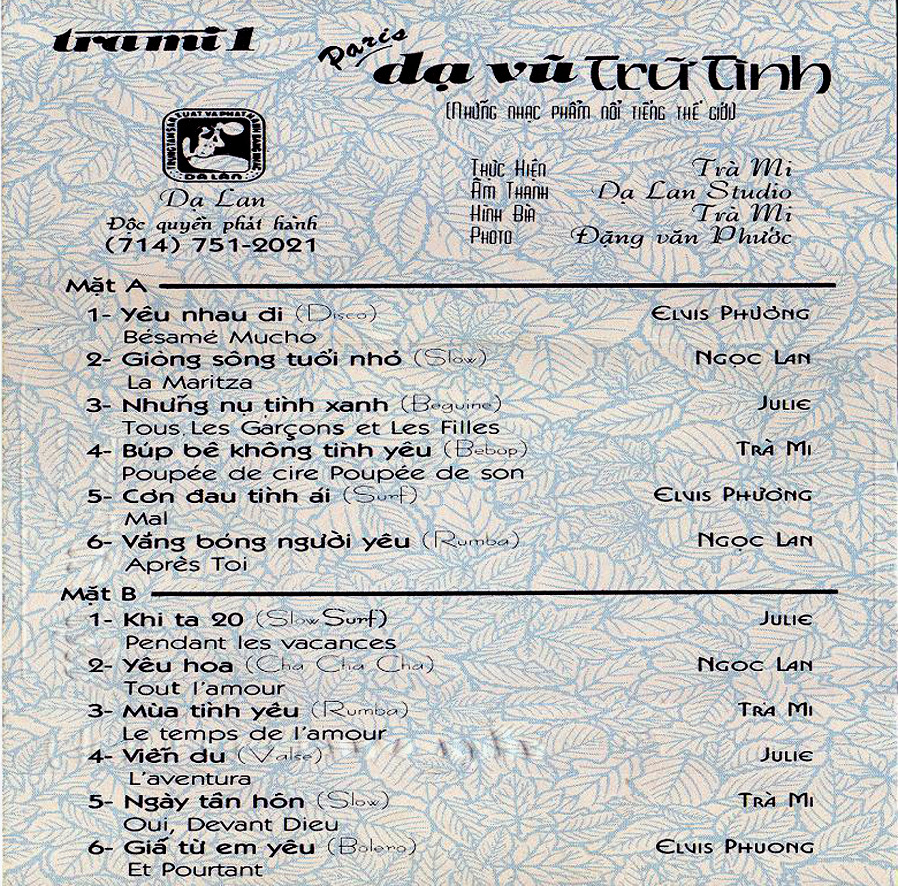 trà mi 1
Paris
dạ vũ trữ tình
(Những nhạc phẩm nổi tiếng thế giới)
DẠ LAN
Dạ Lan
Độc quyền phát hành
(714) 751-2021
Thực Hiện Trà Mi
Âm Thanh Dạ Lan Studio
Hình Bìa Trà Mi
Photo Đặng văn Phước
Mặt A
1- Yêu nhau đi (Disco) Elvis Phương
Bésamé Mucho
2- Giòng sông tuổi nhỏ (Slow) Ngọc Lan
La Maritza
3- Những nụ tình xanh (Beguine) Julie
Tous Les Garçons et Les Filles
4- Búp bê không tình yêu (Bebop) Trà Mi
Poupée de cire Poupée de son
5- Cơn đau tình ái (Surf) Elvis Phương
Mal
6- Vắng bóng người yêu (Rumba) Ngọc Lan
Après Toi
Mặt B
1- Khi ta 20 (Slow Surf) Julie
Pendant les vacances
2- Yêu hoa (Cha Cha Cha) Ngọc Lan
Tout l'amour
3- Mùa tình yêu (Rumba) Trà Mi
Le temps de l'amour
4- Viễn du (Valse) Julie
L'aventura
5- Ngày tân hôn (Slow) Trà Mi
Oui, Devant Dieu
6- Giã từ em yêu (Bolero) Elvis Phuong
Et Pourtant